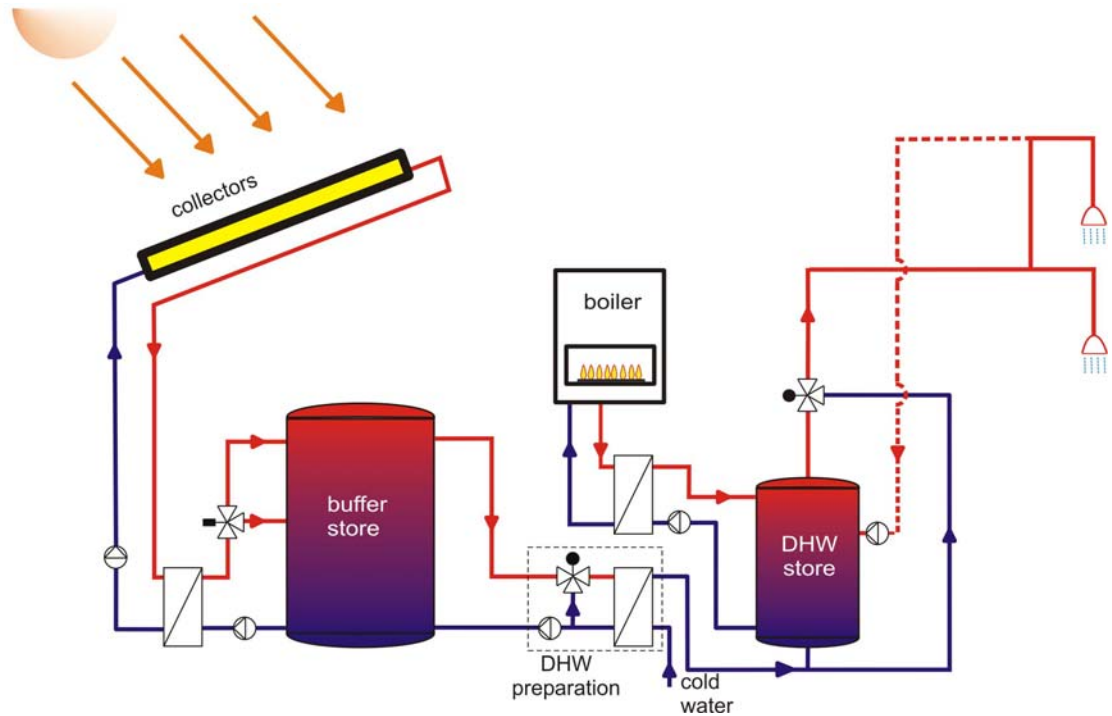 collectors
boiler
buffer
store
DHW
store
DHW
preparation
cold
water